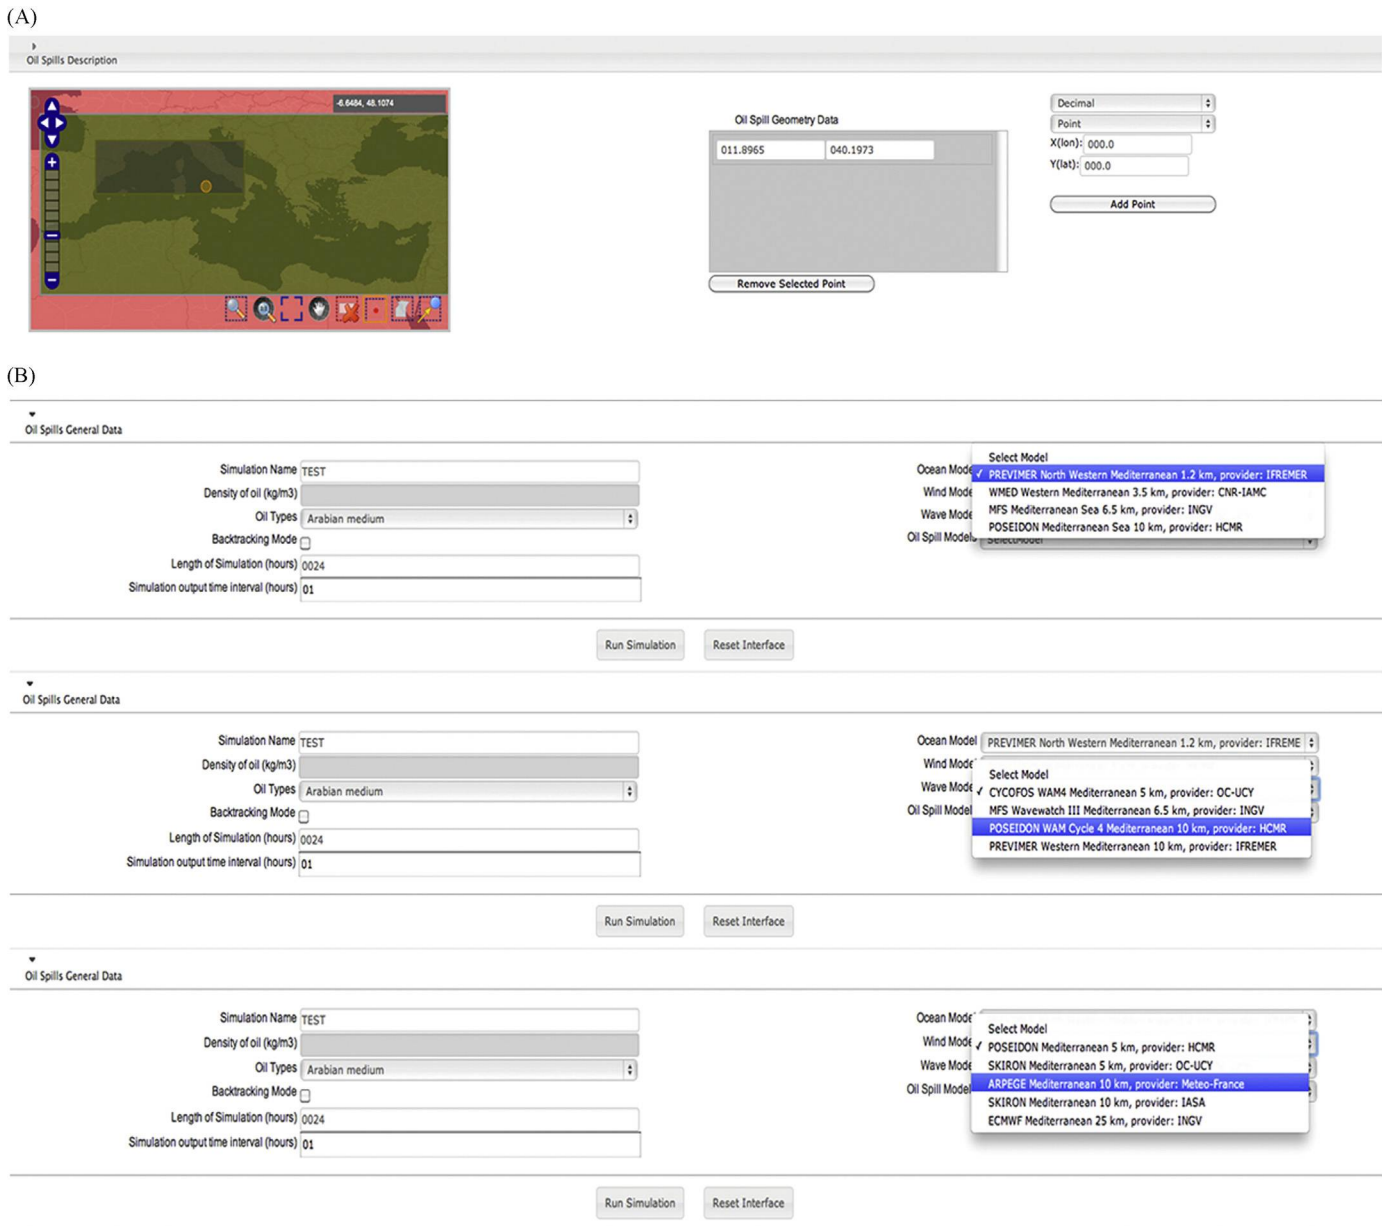 (A)
Oil Spills Description
-6.6484, 48.1074
Oil Spill Geometry Data
011.8965 040.1973
Remove Selected Point
Decimal
Point
X(lon): 000.0
Y(lat): 000.0
Add Point
(B)
Oil Spills General Data
Simulation Name TEST
Density of oil (kg/m3)
Oil Types Arabian medium
Backtracking Mode
Length of Simulation (hours) 0024
Simulation output time interval (hours) 01
Ocean Mode
Wind Mode
Wave Mode
Oil Spill Models SelectModel
Select Model
✓ PREVIMER North Western Mediterranean 1.2 km, provider: IFREMER
WMED Western Mediterranean 3.5 km, provider: CNR-IAMC
MFS Mediterranean Sea 6.5 km, provider: INGV
POSEIDON Mediterranean Sea 10 km, provider: HCMR
Run Simulation Reset Interface
Oil Spills General Data
Simulation Name TEST
Density of oil (kg/m3)
Oil Types Arabian medium
Backtracking Mode
Length of Simulation (hours) 0024
Simulation output time interval (hours) 01
Ocean Model PREVIMER North Western Mediterranean 1.2 km, provider: IFREME
Wind Mode
Wave Mode
Oil Spill Model
Select Model
✓ CYCOFOS WAM4 Mediterranean 5 km, provider: OC-UCY
MFS Wavewatch III Mediterranean 6.5 km, provider: INGV
POSEIDON WAM Cycle 4 Mediterranean 10 km, provider: HCMR
PREVIMER Western Mediterranean 10 km, provider: IFREMER
Run Simulation Reset Interface
Oil Spills General Data
Simulation Name TEST
Density of oil (kg/m3)
Oil Types Arabian medium
Backtracking Mode
Length of Simulation (hours) 0024
Simulation output time interval (hours) 01
Ocean Mode
Wind Mode
Wave Mode
Oil Spill Model
Select Model
✓ POSEIDON Mediterranean 5 km, provider: HCMR
SKIRON Mediterranean 5 km, provider: OC-UCY
ARPEGE Mediterranean 10 km, provider: Meteo-France
SKIRON Mediterranean 10 km, provider: IASA
ECMWF Mediterranean 25 km, provider: INGV
Run Simulation Reset Interface